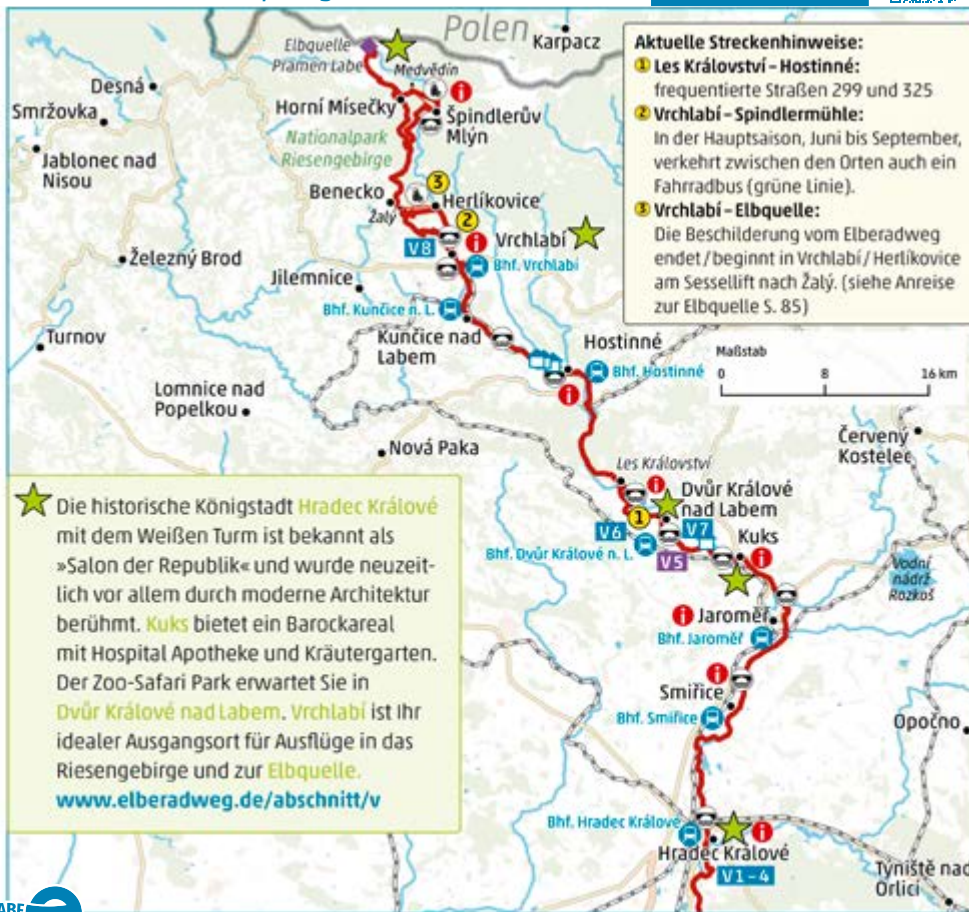 Polen
Karpacz
Elbquelle
Pramen Labe
Medvědín
Desná
Smržovka
Horní Mísečky
Špindlerův
Mlýn
Nationalpark
Riesengebirge
Jablonec nad
Nisou
Benecko
Herlíkovice
Žalý
3
2
V8
Vrchlabí
Bhf. Vrchlabí
Železný Brod
Jilemnice
Bhf. Kunčice n. L.
Turnov
Kunčice nad
Labem
Hostinné
Bhf. Hostinné
Lomnice nad
Popelkou
Nová Paka
Aktuelle Streckenhinweise:
1 Les Království – Hostinné:
frequentierte Straßen 299 und 325
2 Vrchlabí – Spindlermühle:
In der Hauptsaison, Juni bis September,
verkehrt zwischen den Orten auch ein
Fahrradbus (grüne Linie).
3 Vrchlabí – Elbquelle:
Die Beschilderung vom Elberadweg
endet / beginnt in Vrchlabí / Herlíkovice
am Sessellift nach Žalý. (siehe Anreise
zur Elbquelle S. 85)
Maßstab
0 8 16 km
Červený
Kostelec
Les Království
Dvůr Králové
nad Labem
1
V6
V7
Bhf. Dvůr Králové n. L.
V5
Kuks
Vodní
nádrž
Rozkoš
Jaroměř
Bhf. Jaroměř
Smiřice
Bhf. Smiřice
Opočno
Bhf. Hradec Králové
Hradec Králové
V1–4
Týniště nad
Orlicí
Die historische Königstadt Hradec Králové
mit dem Weißen Turm ist bekannt als
»Salon der Republik« und wurde neuzeit-
lich vor allem durch moderne Architektur
berühmt. Kuks bietet ein Barockareal
mit Hospital Apotheke und Kräutergarten.
Der Zoo-Safari Park erwartet Sie in
Dvůr Králové nad Labem. Vrchlabí ist Ihr
idealer Ausgangsort für Ausflüge in das
Riesengebirge und zur Elbquelle.
www.elberadweg.de/abschnitt/v